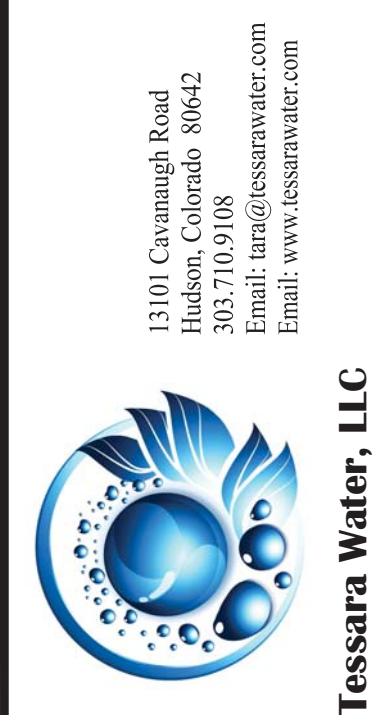 13101 Cavanaugh Road
Hudson, Colorado 80642
303.710.9108
Email: tara@tessarawater.com
Email: www.tessarawater.com
Tessara Water, LLC